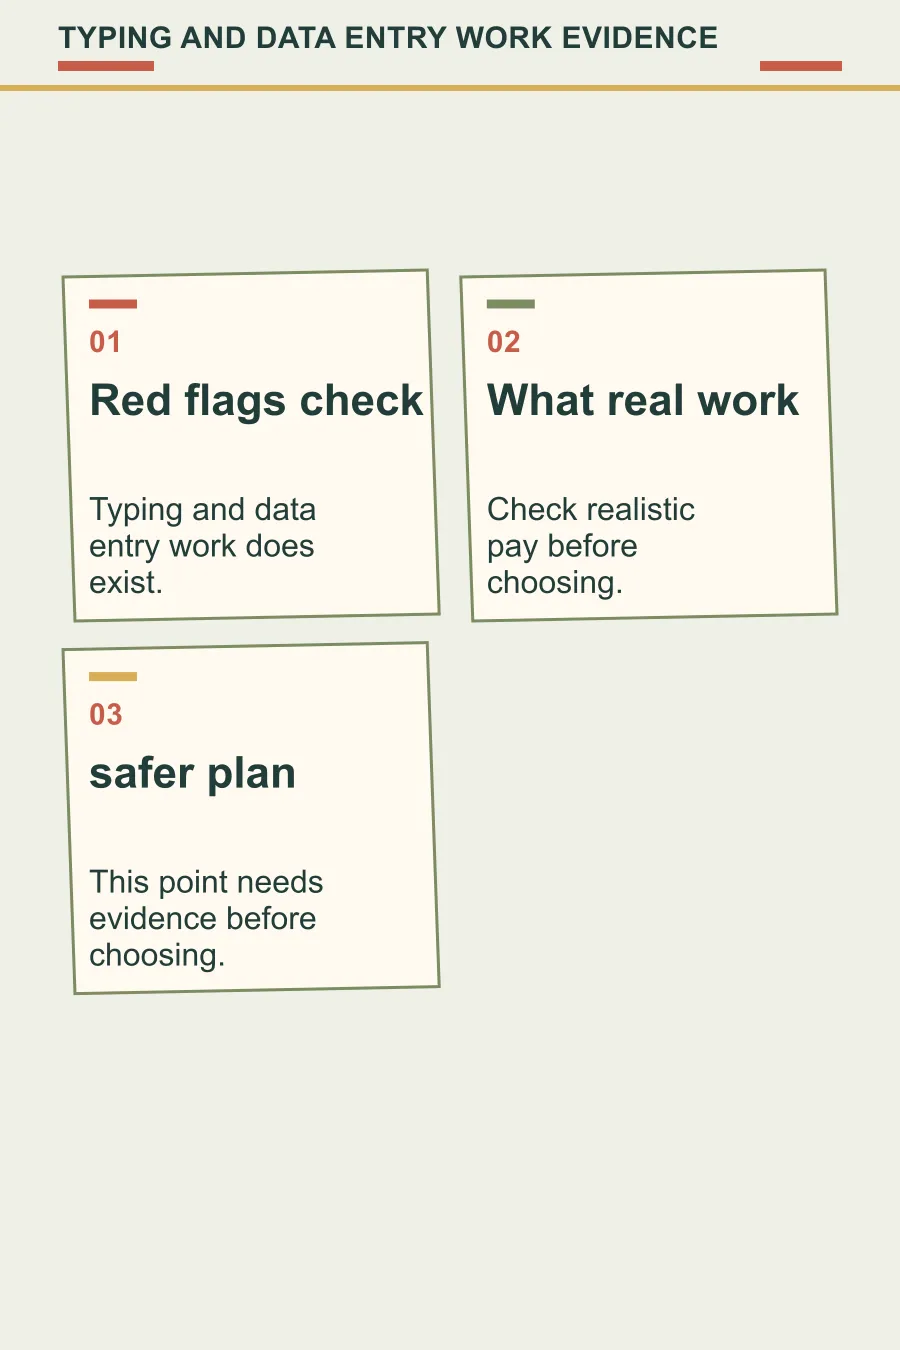 TYPING AND DATA ENTRY WORK EVIDENCE
01
Red flags check
Typing and data
entry work does
exist.
02
What real work
Check realistic
pay before
choosing.
03
safer plan
This point needs
evidence before
choosing.